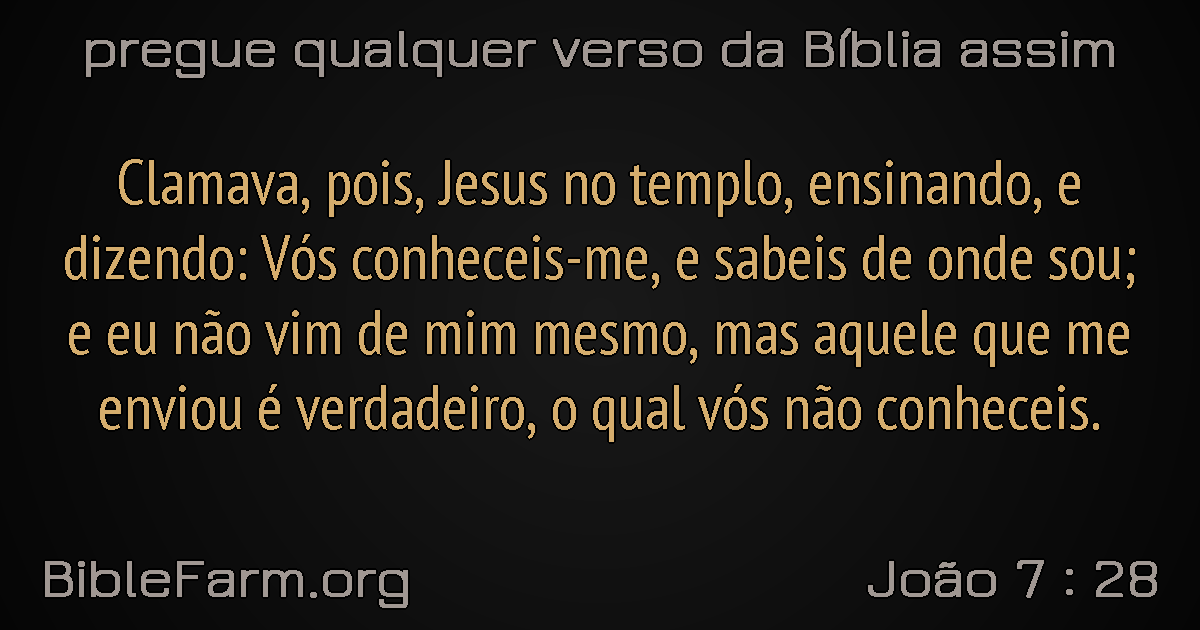 pregue qualquer verso da Bíblia assim
Clamava, pois, Jesus no templo, ensinando, e
dizendo: Vós conheceis-me, e sabeis de onde sou;
e eu não vim de mim mesmo, mas aquele que me
enviou é verdadeiro, o qual vós não conheceis.
BibleFarm.org
João 7 : 28